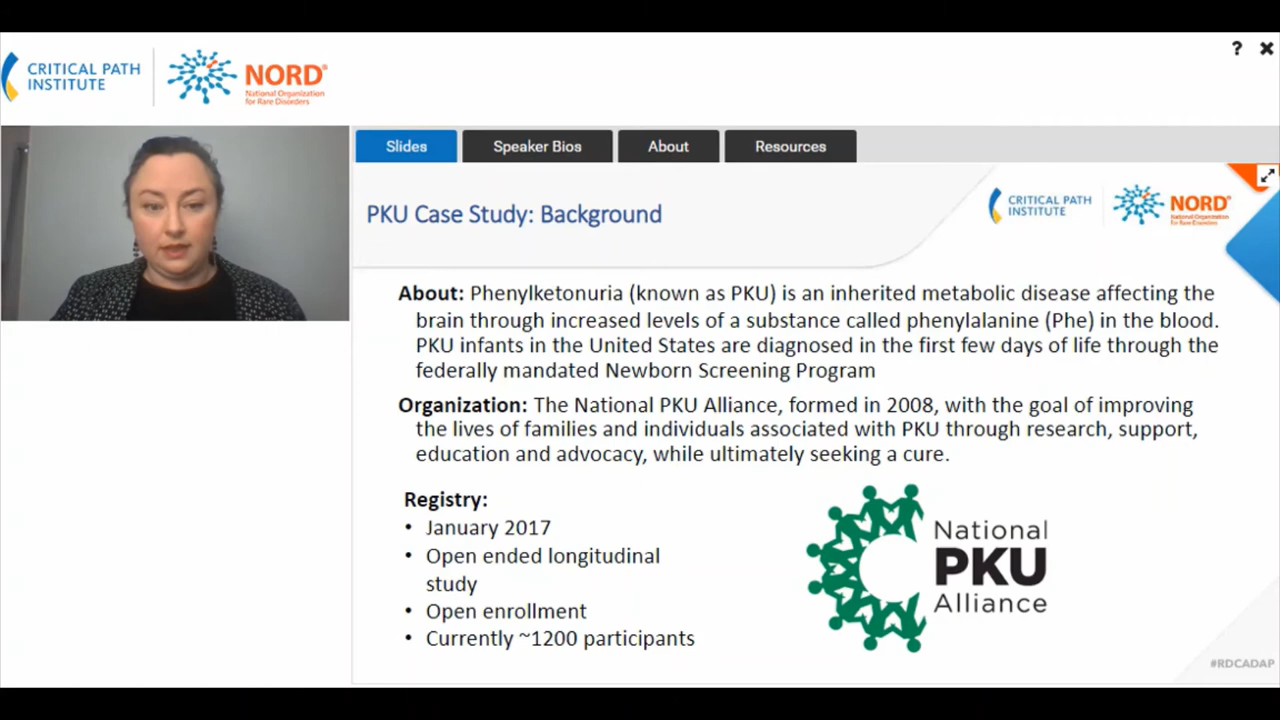 CRITICAL PATH
INSTITUTE
NORD®
National Organization
for Rare Disorders
? ✖
Slides
Speaker Bios
About
Resources
PKU Case Study: Background
CRITICAL PATH
INSTITUTE
NORD®
National Organization
for Rare Disorders
About: Phenylketonuria (known as PKU) is an inherited metabolic disease affecting the
brain through increased levels of a substance called phenylalanine (Phe) in the blood.
PKU infants in the United States are diagnosed in the first few days of life through the
federally mandated Newborn Screening Program
Organization: The National PKU Alliance, formed in 2008, with the goal of improving
the lives of families and individuals associated with PKU through research, support,
education and advocacy, while ultimately seeking a cure.
Registry:
• January 2017
• Open ended longitudinal
study
• Open enrollment
• Currently ~1200 participants
National
PKU
Alliance
#RDCADAP